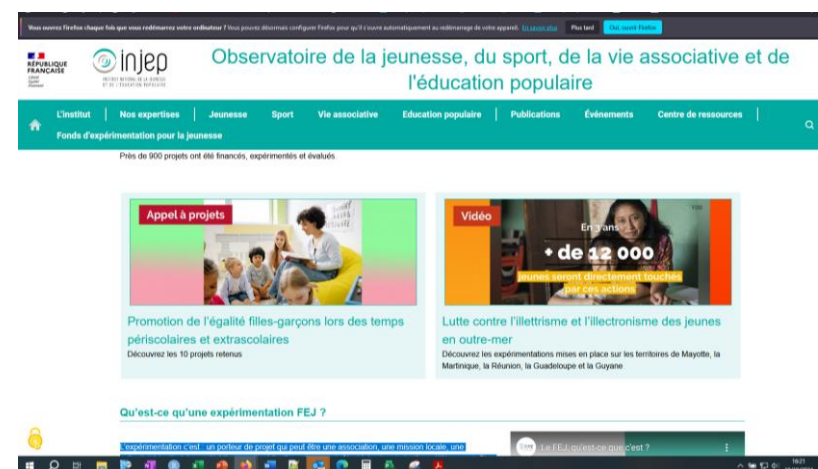 Vous ouvrez Firefox chaque fois que vous redémarrez votre ordinateur ? Vous pouvez désormais configurer Firefox pour qu'il s'ouvre automatiquement au redémarrage de votre appareil. En savoir plus Plus tard Oui, ouvrir Firefox
RÉPUBLIQUE
FRANÇAISE
injep
Observatoire de la jeunesse, du sport, de la vie associative et de
l'éducation populaire
L'institut Nos expertises Jeunesse Sport Vie associative Education populaire Publications Événements Centre de ressources
Fonds d'expérimentation pour la jeunesse
Près de 900 projets ont été financés, expérimentés et évalués.
Appel à projets
Promotion de l'égalité filles-garçons lors des temps
périscolaires et extrascolaires
Découvrez les 10 projets retenus
Vidéo
En 3 ans
+ de 12 000
jeunes seront directement touchés
par ces actions
Lutte contre l'illettrisme et l'illectronisme des jeunes
en outre-mer
Découvrez les expérimentations mises en place sur les territoires de Mayotte, la
Martinique, la Réunion, la Guadeloupe et la Guyane
Qu'est-ce qu'une expérimentation FEJ ?
L'expérimentation c'est : un porteur de projet qui peut être une association, une mission locale, une
Le FEJ, qu'est-ce que c'est ?
16:21